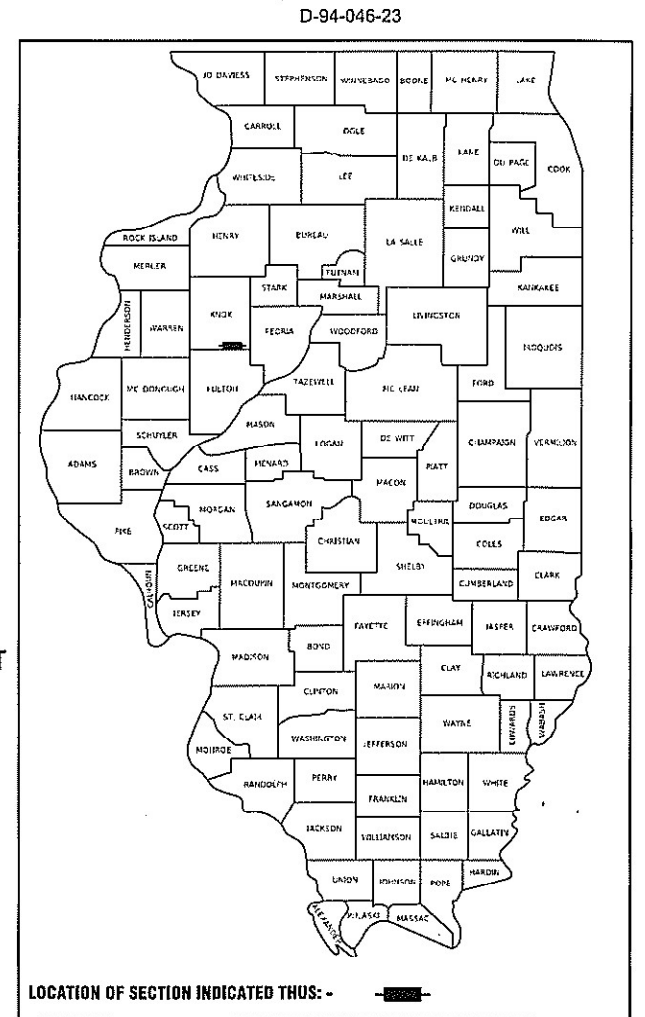 D-94-046-23
JO DAVIESS STEPHENSON WINNEBAGO BOONE MC HENRY LAKE
CARROLL OGLE
DE KALB KANE DU PAGE COOK
WHITESIDE LEE
KENDALL
ROCK ISLAND HENRY BUREAU LA SALLE GRUNDY WILL
MERCER PUTNAM
STARK MARSHALL KANKAKEE
HENDERSON WARREN KNOX PEORIA WOODFORD LIVINGSTON IROQUOIS
HANCOCK MC DONOUGH FULTON TAZEWELL MC LEAN FORD
MASON
SCHUYLER LOGAN DE WITT CHAMPAIGN VERMILION
ADAMS BROWN CASS MENARD PIATT
MACON
PIKE SCOTT MORGAN SANGAMON MOULTRIE DOUGLAS EDGAR
CHRISTIAN COLES
GREENE MACOUPIN MONTGOMERY SHELBY CUMBERLAND CLARK
CALHOUN JERSEY
FAYETTE EFFINGHAM JASPER CRAWFORD
MADISON BOND
CLAY RICHLAND LAWRENCE
CLINTON MARION
ST. CLAIR WAYNE EDWARDS WABASH
MONROE WASHINGTON JEFFERSON
RANDOLPH PERRY HAMILTON WHITE
FRANKLIN
JACKSON WILLIAMSON SALINE GALLATIN
UNION JOHNSON POPE HARDIN
ALEXANDER PULASKI MASSAC
LOCATION OF SECTION INDICATED THUS: -